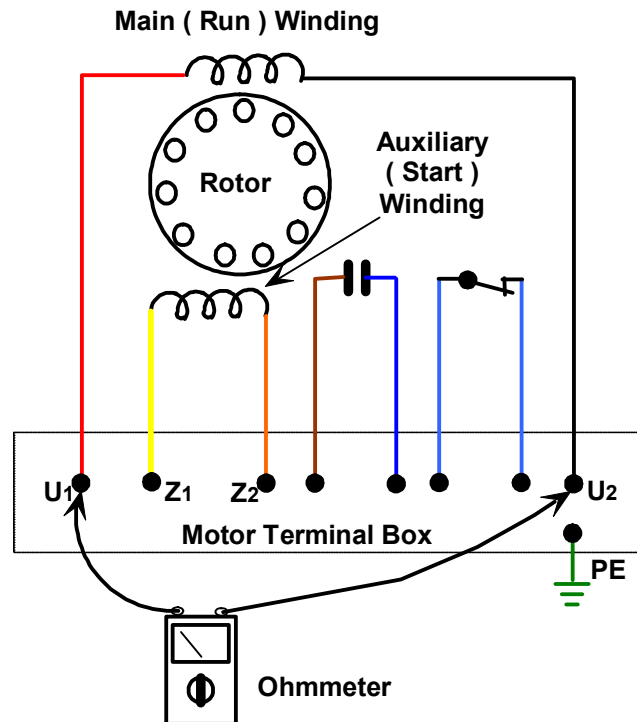 Main ( Run ) Winding
Auxiliary
( Start )
Winding
Rotor
U1
Z1
Z2
U2
Motor Terminal Box
PE
Ohmmeter